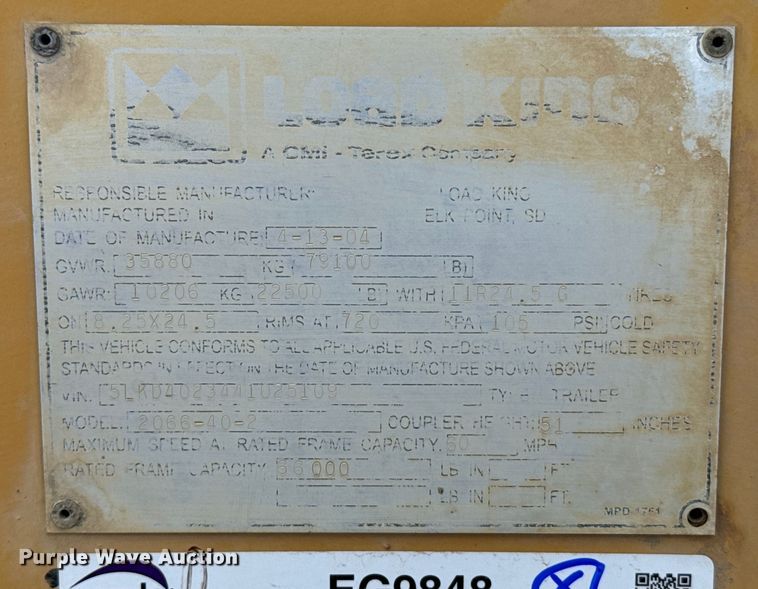 LOAD KING
A CMI - Terex Company
RESPONSIBLE MANUFACTURER: LOAD KING
MANUFACTURED IN ELK POINT, SD
DATE OF MANUFACTURE: 4-13-04
GVWR: 35880 KG / 79100 LB)
GAWR: 10206 KG 22500 LB) WITH 11R24.5 G TIRES
ON 8.25X24.5 RIMS AT 720 KPA 105 PSI COLD
THIS VEHICLE CONFORMS TO ALL APPLICABLE U.S. FEDERAL MOTOR VEHICLE SAFETY
STANDARDS IN EFFECT ON THE DATE OF MANUFACTURE SHOWN ABOVE
V.I.N. TYPE: TRAILER
MODEL: 2066-40-2 COUPLER HEIGHT: 51 INCHES
MAXIMUM SPEED AT RATED FRAME CAPACITY: 50 MPH
RATED FRAME CAPACITY: 66000 LB IN FT.
LB IN FT.
MPD 1761
Purple Wave Auction
EG9848